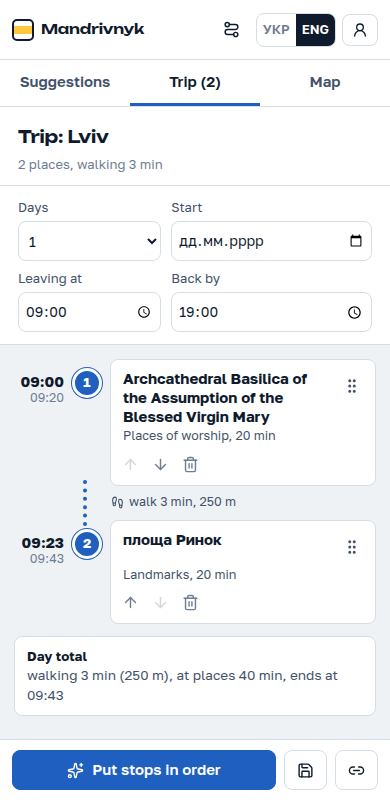 Mandrivnyk
УКР ENG
Suggestions Trip (2) Map
Trip: Lviv
2 places, walking 3 min
Days Start
1 дд.мм.рррр
Leaving at Back by
09:00 19:00
09:00 1 Archcathedral Basilica of
09:20 the Assumption of the
Blessed Virgin Mary
Places of worship, 20 min
walk 3 min, 250 m
09:23 2 площа Ринок
09:43
Landmarks, 20 min
Day total
walking 3 min (250 m), at places 40 min, ends at
09:43
Put stops in order